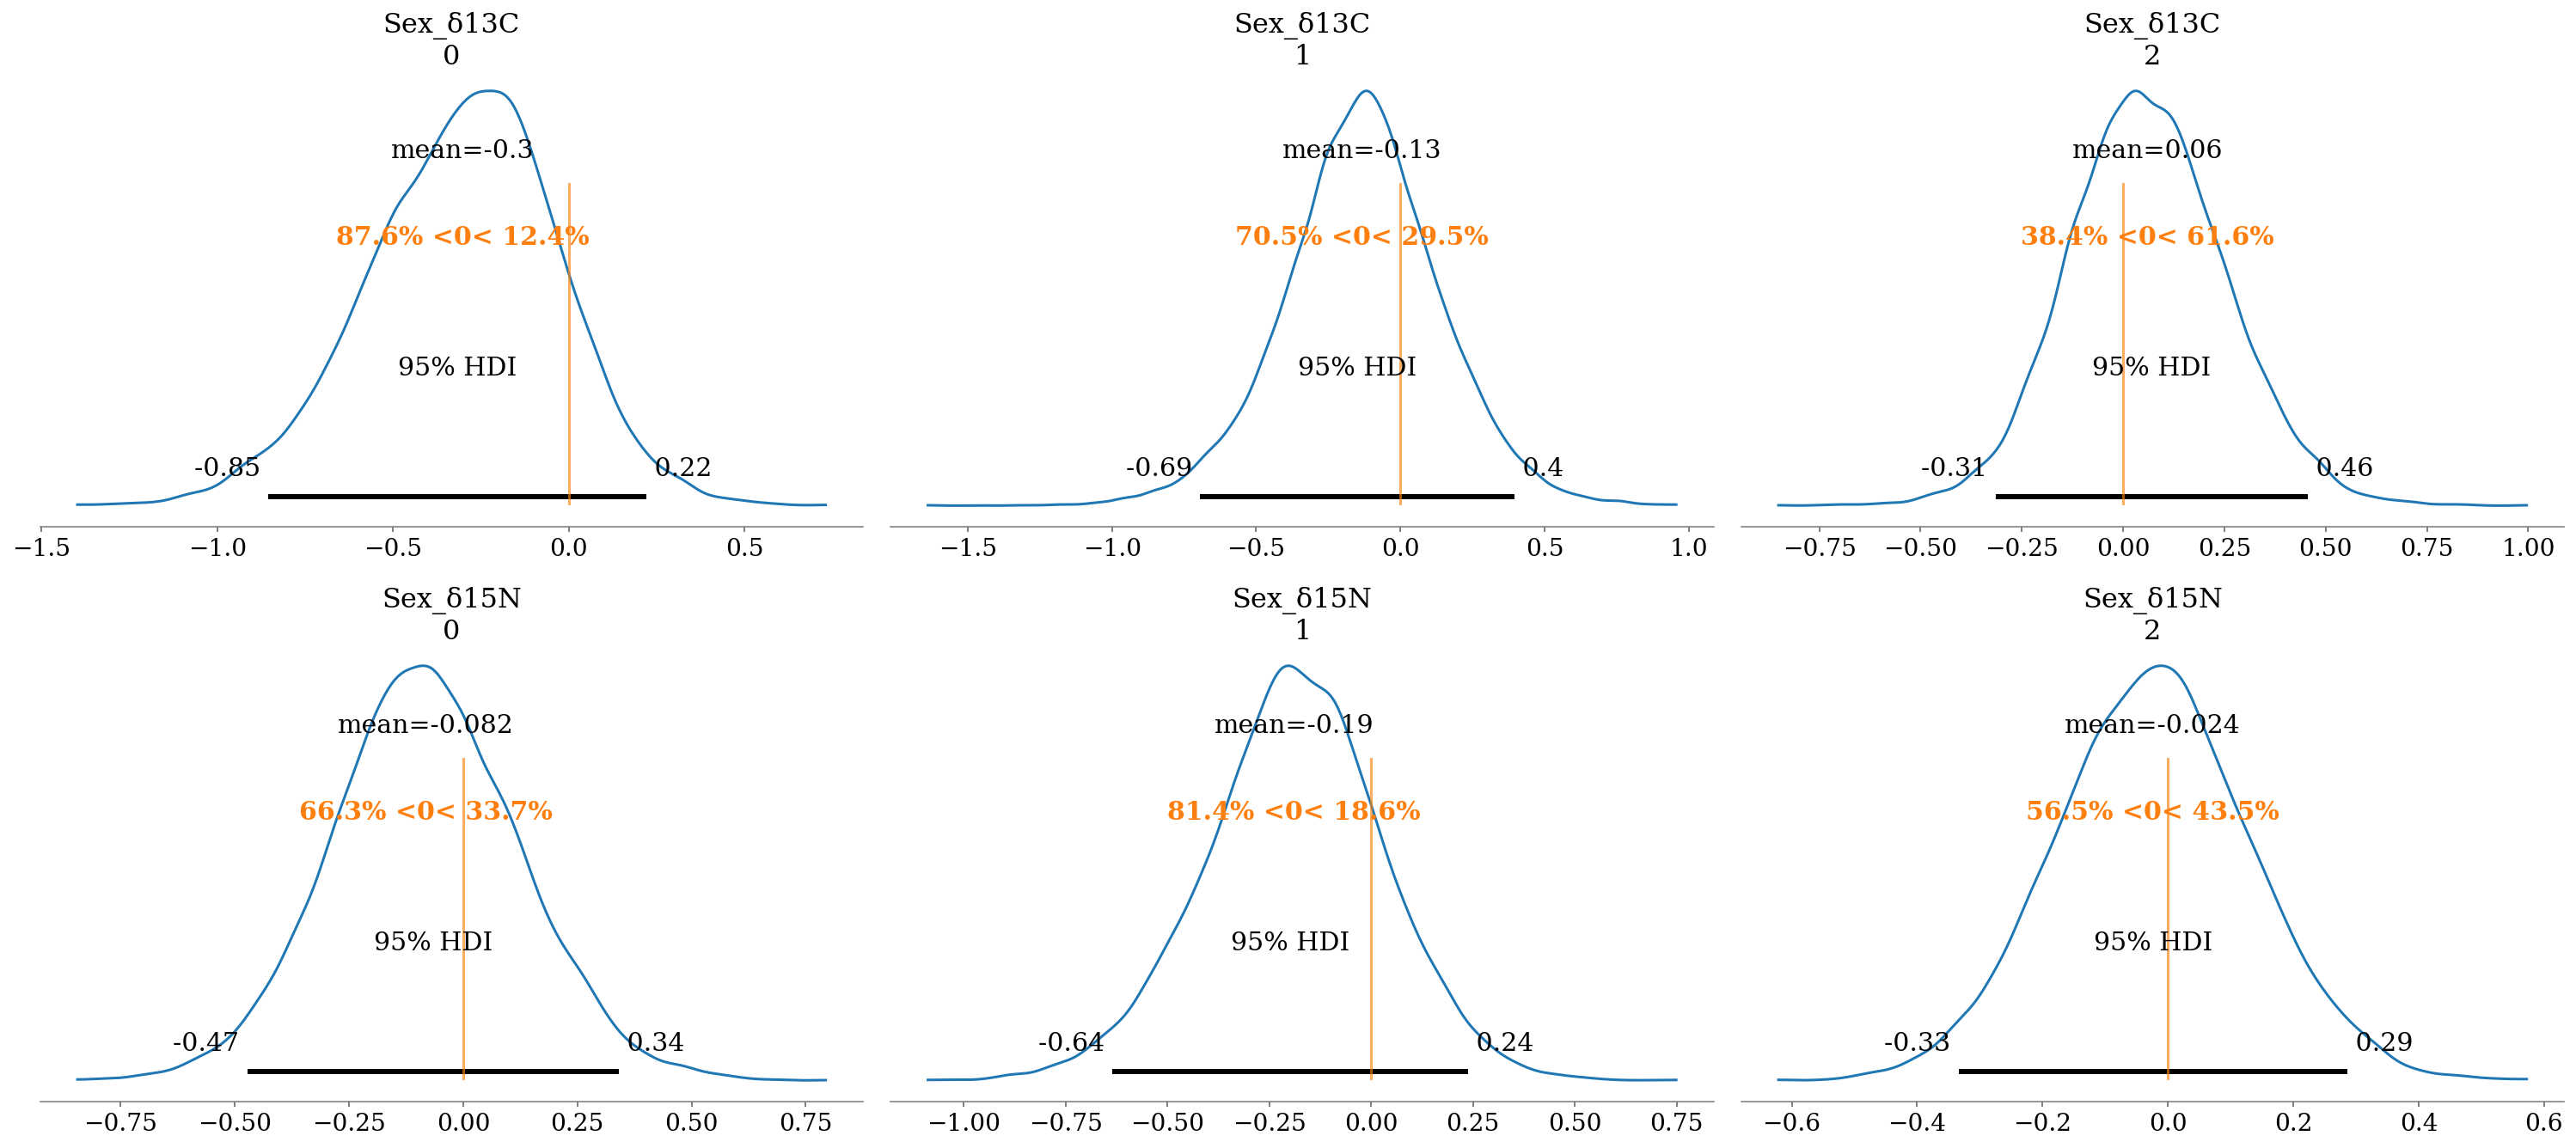 Sex_δ13C
0
mean=-0.3
87.6% <0< 12.4%
95% HDI
-0.85
0.22
−1.5
−1.0
−0.5
0.0
0.5
Sex_δ13C
1
mean=-0.13
70.5% <0< 29.5%
95% HDI
-0.69
0.4
−1.5
−1.0
−0.5
0.0
0.5
1.0
Sex_δ13C
2
mean=0.06
38.4% <0< 61.6%
95% HDI
-0.31
0.46
−0.75
−0.50
−0.25
0.00
0.25
0.50
0.75
1.00
Sex_δ15N
0
mean=-0.082
66.3% <0< 33.7%
95% HDI
-0.47
0.34
−0.75
−0.50
−0.25
0.00
0.25
0.50
0.75
Sex_δ15N
1
mean=-0.19
81.4% <0< 18.6%
95% HDI
-0.64
0.24
−1.00
−0.75
−0.50
−0.25
0.00
0.25
0.50
0.75
Sex_δ15N
2
mean=-0.024
56.5% <0< 43.5%
95% HDI
-0.33
0.29
−0.6
−0.4
−0.2
0.0
0.2
0.4
0.6